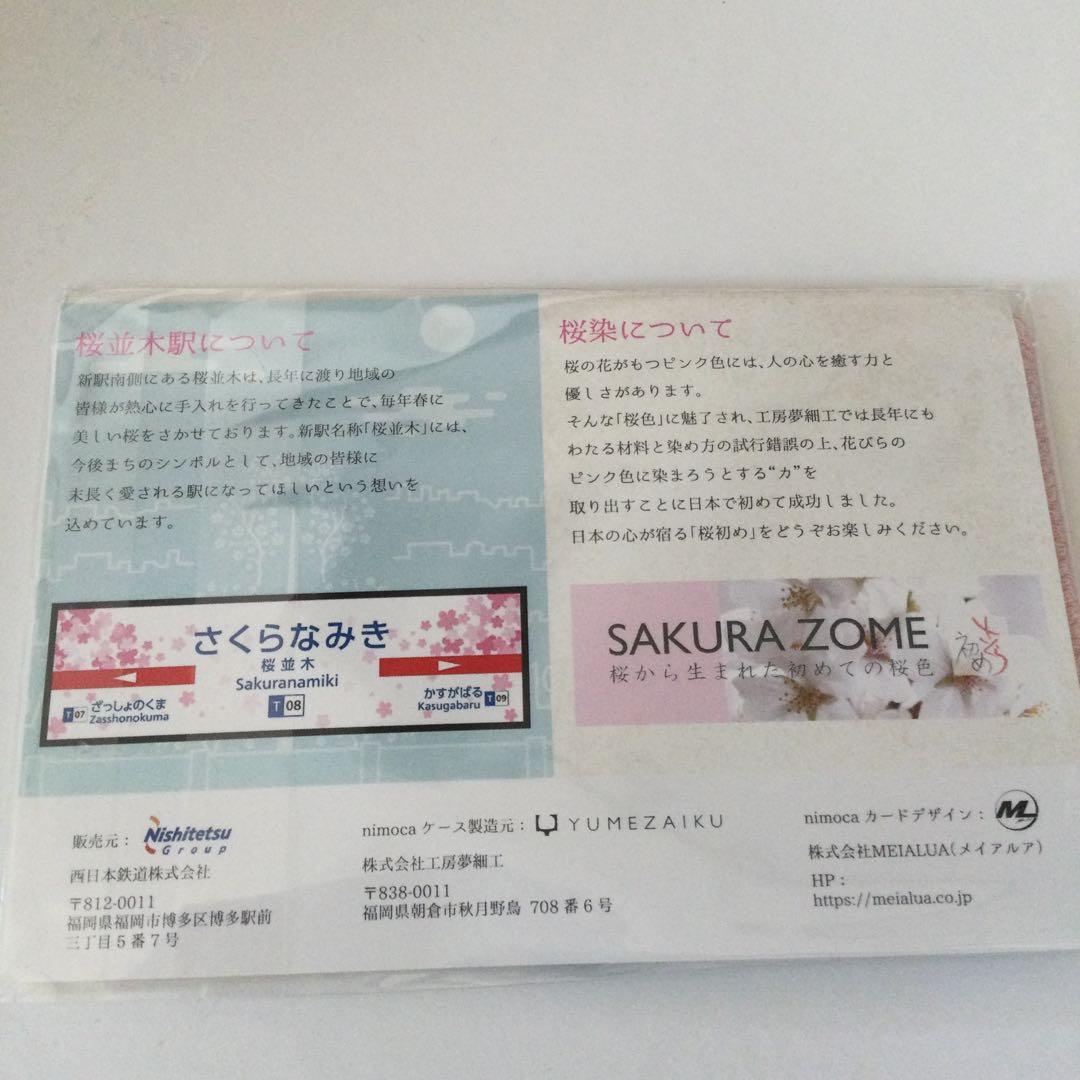 桜並木駅について
新駅南側にある桜並木は、長年に渡り地域の
皆様が熱心に手入れを行ってきたことで、毎年春に
美しい桜をさかせております。新駅名称「桜並木」には、
今後まちのシンボルとして、地域の皆様に
末長く愛される駅になってほしいという想いを
込めています。
さくらなみき
桜並木
Sakuranamiki
T 08
T 07 ざっしょのくま
Zasshonokuma
かすがばる T 09
Kasugabaru
桜染について
桜の花がもつピンク色には、人の心を癒す力と
優しさがあります。
そんな「桜色」に魅了され、工房夢細工では長年にも
わたる材料と染め方の試行錯誤の上、花びらの
ピンク色に染まろうとする“カ”を
取り出すことに日本で初めて成功しました。
日本の心が宿る「桜初め」をどうぞお楽しみください。
SAKURA ZOME
桜から生まれた初めての桜色
初め
販売元：Nishitetsu
Group
西日本鉄道株式会社
〒812-0011
福岡県福岡市博多区博多駅前
三丁目5番7号
nimoca ケース製造元：YUMEZAIKU
株式会社工房夢細工
〒838-0011
福岡県朝倉市秋月野鳥 708番6号
nimoca カードデザイン：ML
株式会社MEIALUA（メイアルア）
HP：
https://meialua.co.jp